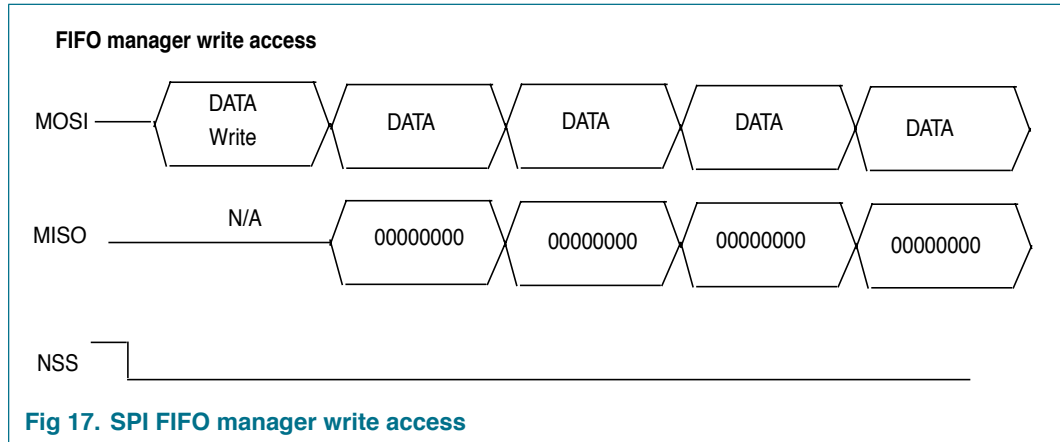 FIFO manager write access
MOSI
DATA
Write
DATA
DATA
DATA
DATA
MISO
N/A
00000000
00000000
00000000
00000000
NSS
Fig 17. SPI FIFO manager write access